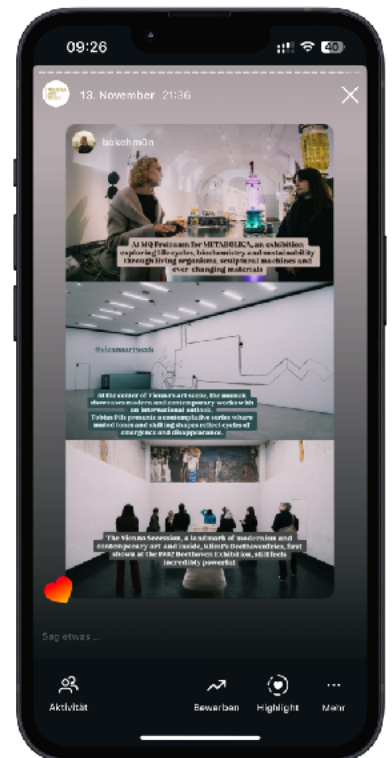 09:26
40
13. November 21:36
bokehm0n
At MQ Freiraum for METABOLICA, an exhibition
exploring life cycles, biochemistry and sustainability
through living organisms, sculptural machines and
ever-changing materials
@viennaartweek
At the center of Vienna's art scene, the mumok
showcases modern and contemporary works with
an international outlook.
Tobias Pils presents a contemplative series where
muted tones and shifting shapes reflect cycles of
emergence and disappearance.
The Vienna Secession, a landmark of modernism and
contemporary art and inside, Klimt's Beethovenfries, first
shown at the 1902 Beethoven Exhibition, still feels
incredibly powerful
Sag etwas ...
Aktivität
Bewerben
Highlight
Mehr